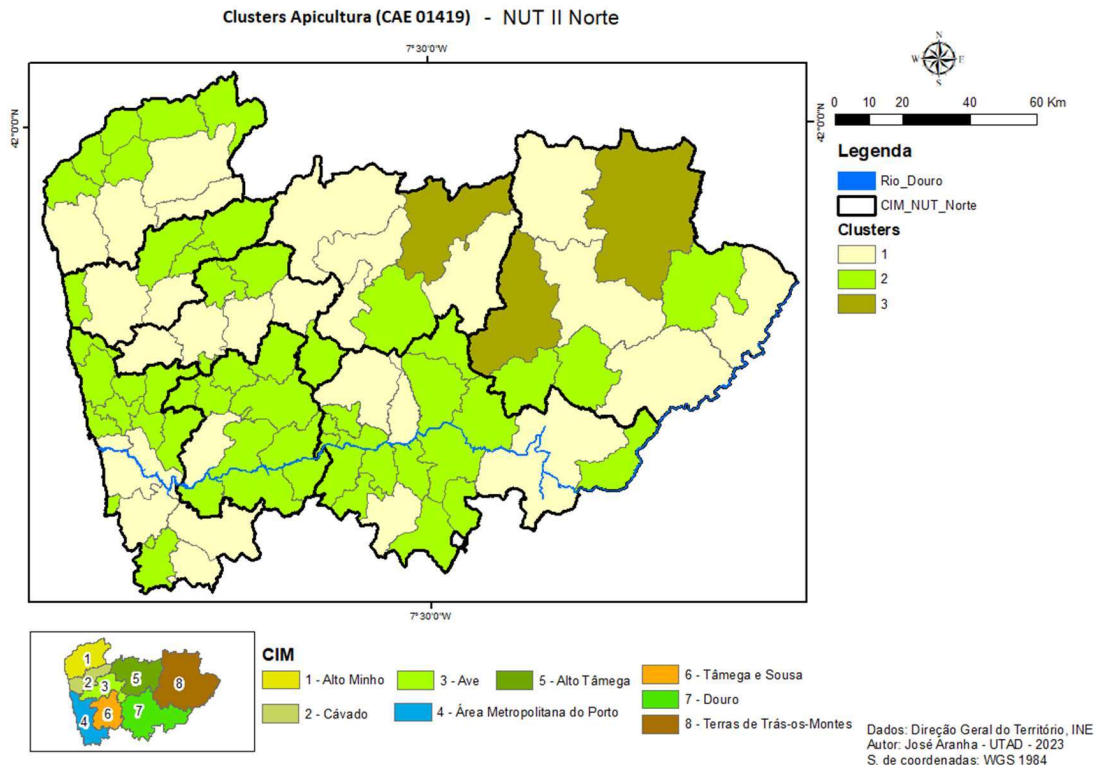 Clusters Apicultura (CAE 01419) - NUT II Norte
7°30'0"W
N
W E
S
42°0'0"N
42°0'0"N
0 10 20 40 60 Km
Legenda
Rio_Douro
CIM_NUT_Norte
Clusters
1
2
3
7°30'0"W
1
2
3
4
5
6
7
8
CIM
1 - Alto Minho
3 - Ave
5 - Alto Tâmega
6 - Tâmega e Sousa
2 - Cávado
4 - Área Metropolitana do Porto
7 - Douro
8 - Terras de Trás-os-Montes
Dados: Direção Geral do Território, INE
Autor: José Aranha - UTAD - 2023
S. de coordenadas: WGS 1984